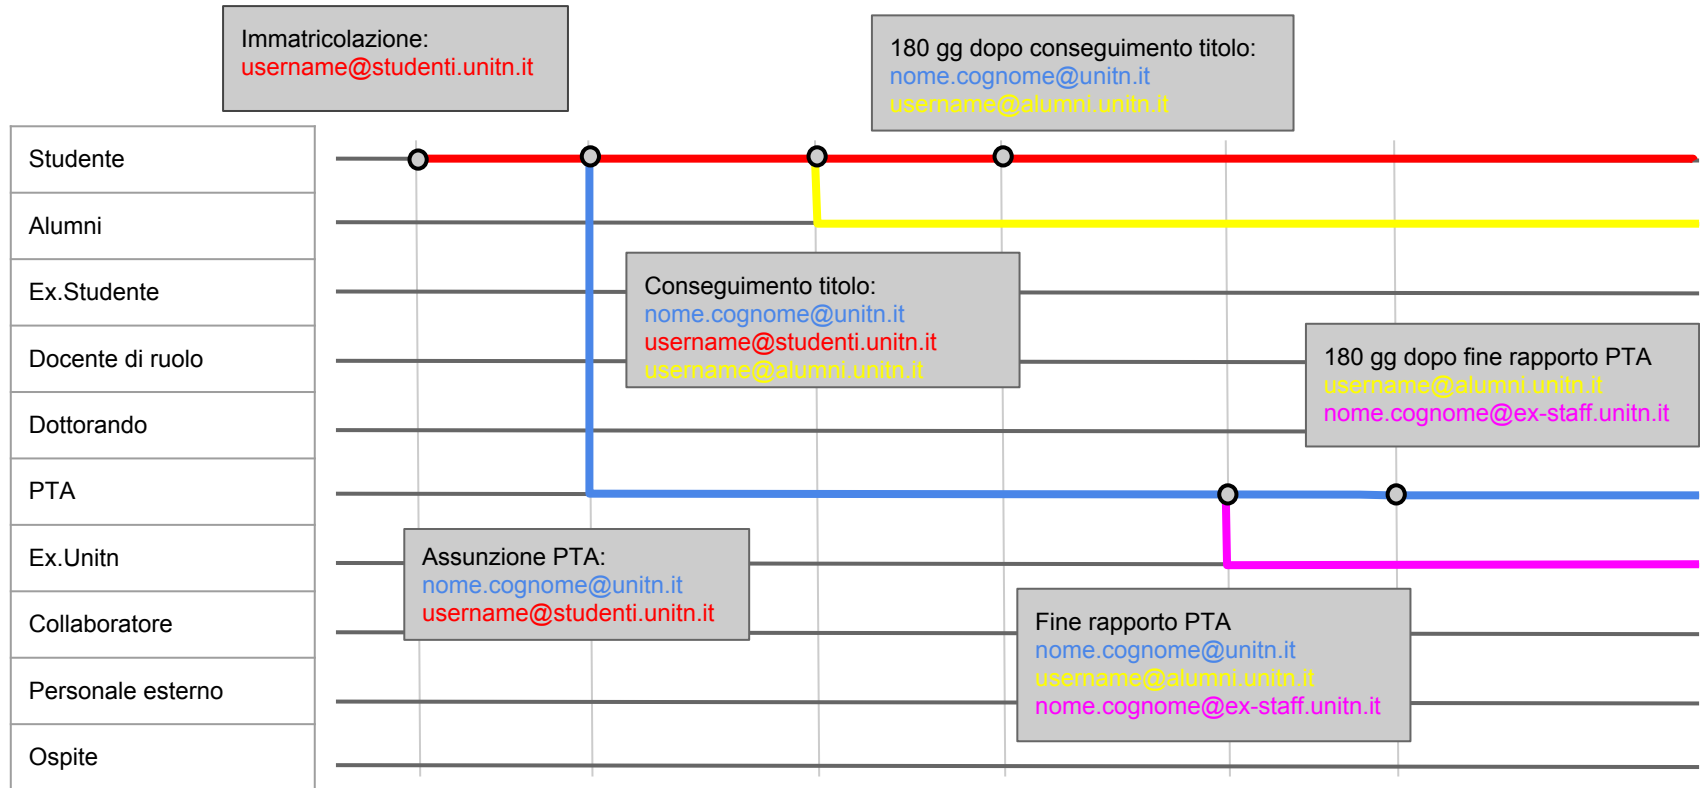 Immatricolazione:
username@studenti.unitn.it
180 gg dopo conseguimento titolo:
nome.cognome@unitn.it
username@alumni.unitn.it
Studente
Alumni
Ex.Studente
Docente di ruolo
Dottorando
PTA
Ex.Unitn
Collaboratore
Personale esterno
Ospite
Conseguimento titolo:
nome.cognome@unitn.it
username@studenti.unitn.it
username@alumni.unitn.it
180 gg dopo fine rapporto PTA
username@alumni.unitn.it
nome.cognome@ex-staff.unitn.it
Assunzione PTA:
nome.cognome@unitn.it
username@studenti.unitn.it
Fine rapporto PTA
nome.cognome@unitn.it
username@alumni.unitn.it
nome.cognome@ex-staff.unitn.it